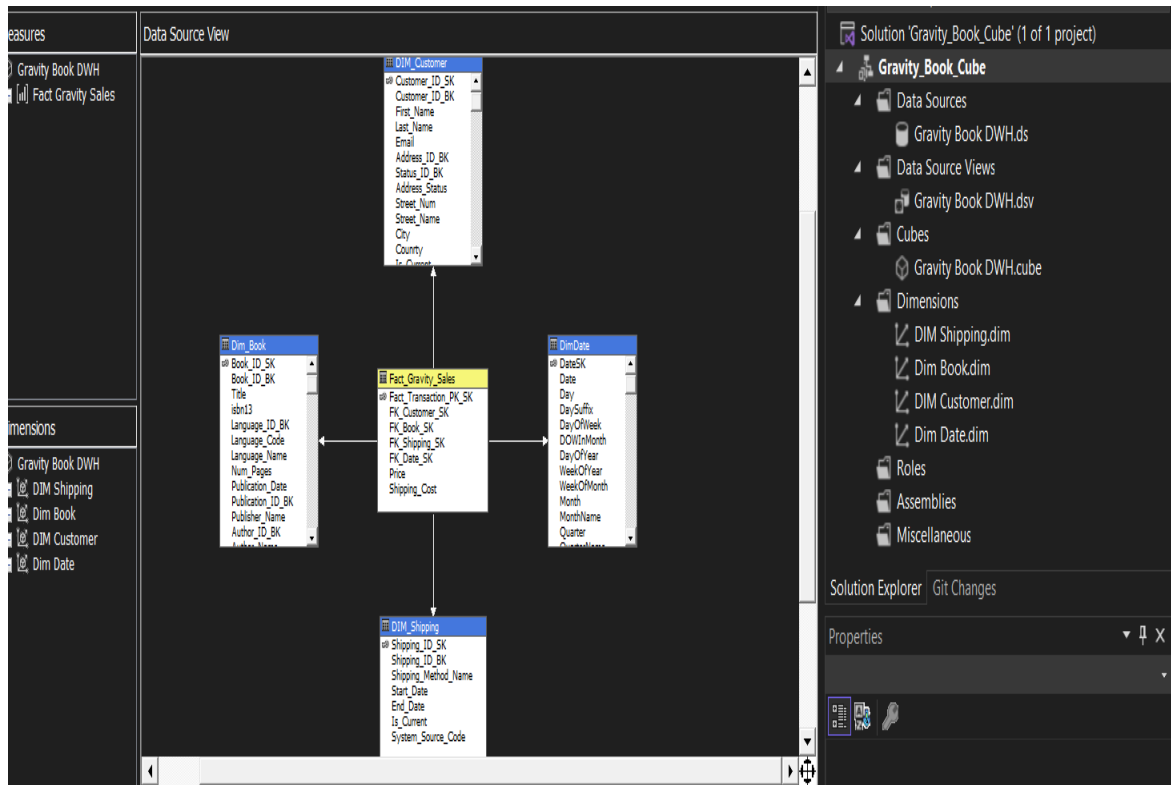 easures
Gravity Book DWH
Fact Gravity Sales
imensions
Gravity Book DWH
DIM Shipping
Dim Book
DIM Customer
Dim Date
Data Source View
DIM_Customer
Customer_ID_SK
Customer_ID_BK
First_Name
Last_Name
Email
Address_ID_BK
Status_ID_BK
Address_Status
Street_Num
Street_Name
City
Counrty
Is_Current
Dim_Book
Book_ID_SK
Book_ID_BK
Title
isbn13
Language_ID_BK
Language_Code
Language_Name
Num_Pages
Publication_Date
Publication_ID_BK
Publisher_Name
Author_ID_BK
Author_Name
Fact_Gravity_Sales
Fact_Transaction_PK_SK
FK_Customer_SK
FK_Book_SK
FK_Shipping_SK
FK_Date_SK
Price
Shipping_Cost
DimDate
DateSK
Date
Day
DaySuffix
DayOfWeek
DOWInMonth
DayOfYear
WeekOfYear
WeekOfMonth
Month
MonthName
Quarter
QuarterName
DIM_Shipping
Shipping_ID_SK
Shipping_ID_BK
Shipping_Method_Name
Start_Date
End_Date
Is_Current
System_Source_Code
Solution 'Gravity_Book_Cube' (1 of 1 project)
Gravity_Book_Cube
Data Sources
Gravity Book DWH.ds
Data Source Views
Gravity Book DWH.dsv
Cubes
Gravity Book DWH.cube
Dimensions
DIM Shipping.dim
Dim Book.dim
DIM Customer.dim
Dim Date.dim
Roles
Assemblies
Miscellaneous
Solution Explorer Git Changes
Properties